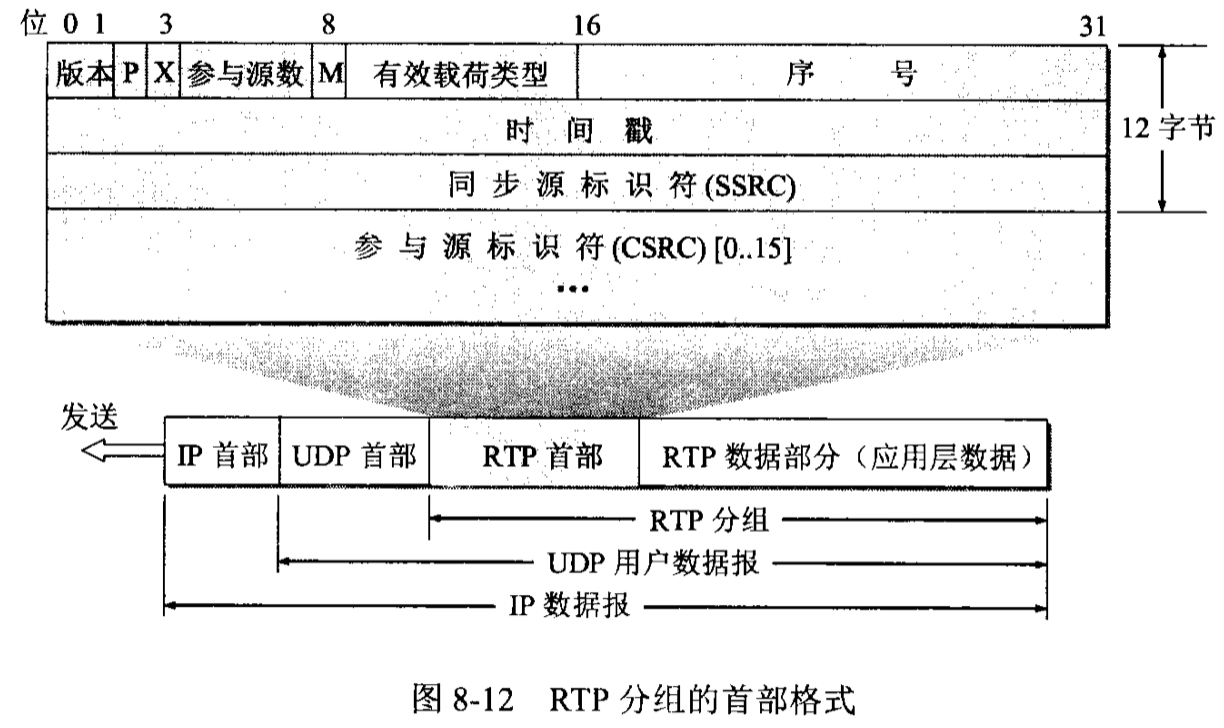 位 0 1 3 8 16 31
版本 P X 参与源数 M 有效载荷类型 序 号
时 间 戳
12 字节
同 步 源 标 识 符 (SSRC)
参 与 源 标 识 符 (CSRC) [0..15]
•••
发送
IP 首部 UDP 首部 RTP 首部 RTP 数据部分（应用层数据）
RTP 分组
UDP 用户数据报
IP 数据报
图 8-12 RTP 分组的首部格式